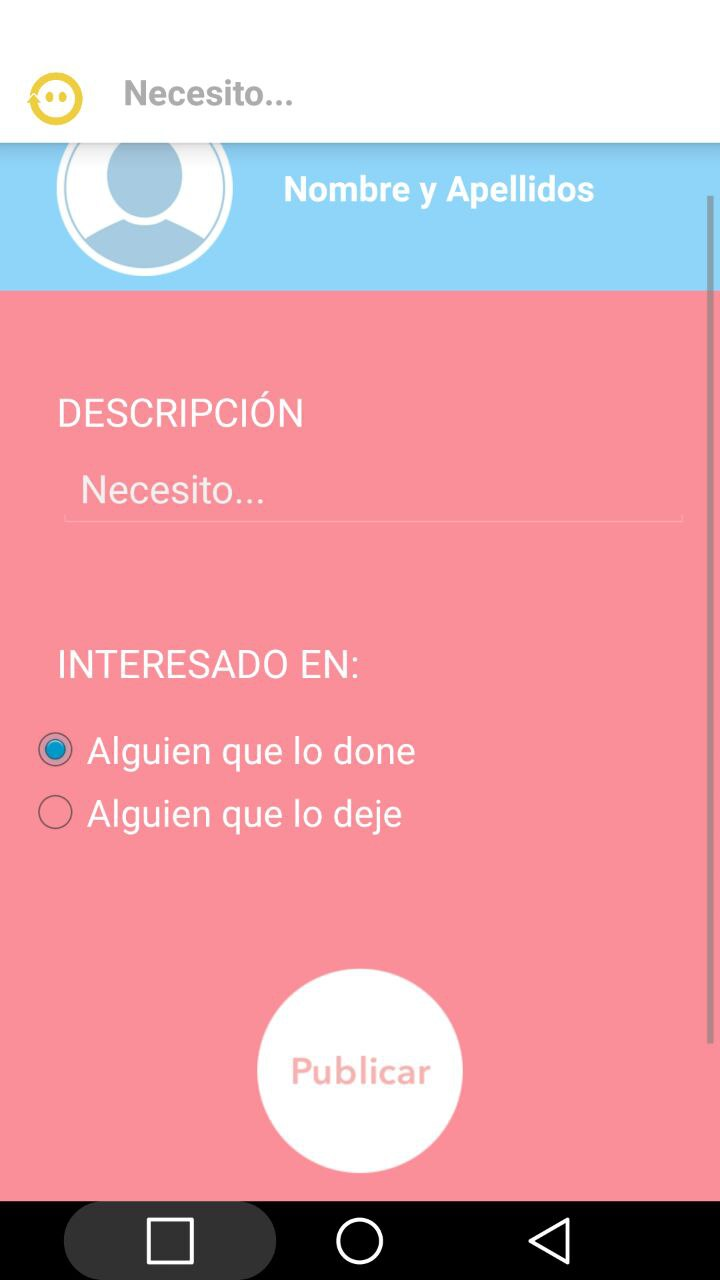 Necesito...
Nombre y Apellidos
DESCRIPCIÓN
Necesito...
INTERESADO EN:
Alguien que lo done
Alguien que lo deje
Publicar